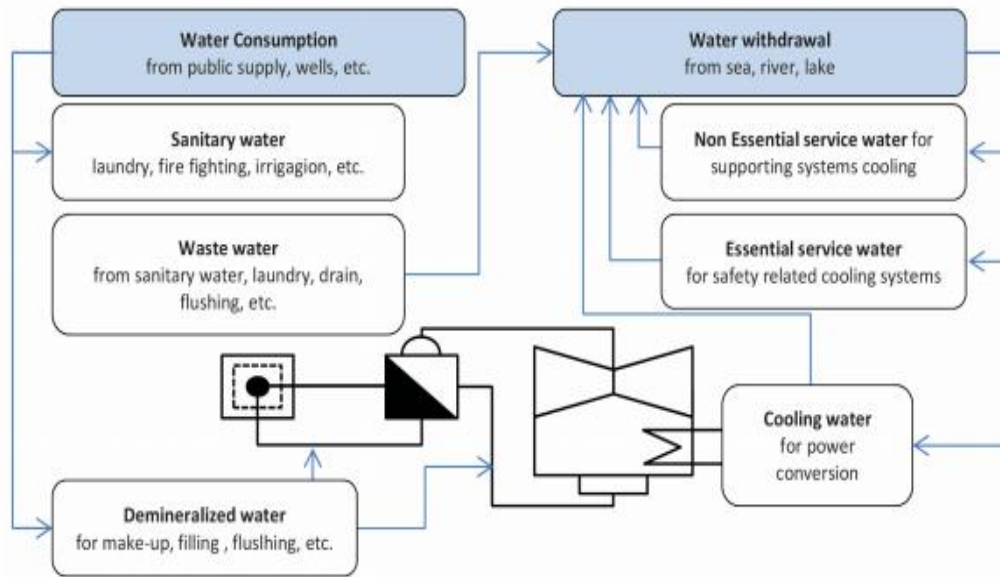 Water Consumption
from public supply, wells, etc.
Water withdrawal
from sea, river, lake
Sanitary water
laundry, fire fighting, irrigagion, etc.
Non Essential service water for
supporting systems cooling
Waste water
from sanitary water, laundry, drain,
flushing, etc.
Essential service water
for safety related cooling systems
Cooling water
for power
conversion
Demineralized water
for make-up, filling , fluslhing, etc.